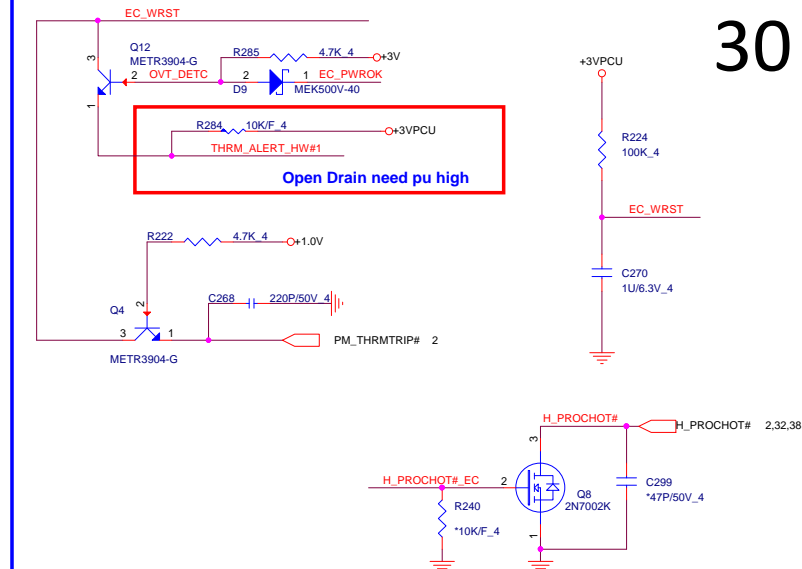 EC_WRST
30
3
Q12
METR3904-G
2
OVT_DETC
1
R285
4.7K_4
+3V
2
D9
1
EC_PWROK
MEK500V-40
R284
10K/F_4
+3VPCU
THRM_ALERT_HW#1
Open Drain need pu high
+3VPCU
R224
100K_4
EC_WRST
C270
1U/6.3V_4
R222
4.7K_4
+1.0V
Q4
2
3
1
METR3904-G
C268
220P/50V_4
PM_THRMTRIP# 2
H_PROCHOT#
H_PROCHOT# 2,32,38
3
H_PROCHOT#_EC
2
Q8
2N7002K
1
R240
*10K/F_4
C299
*47P/50V_4